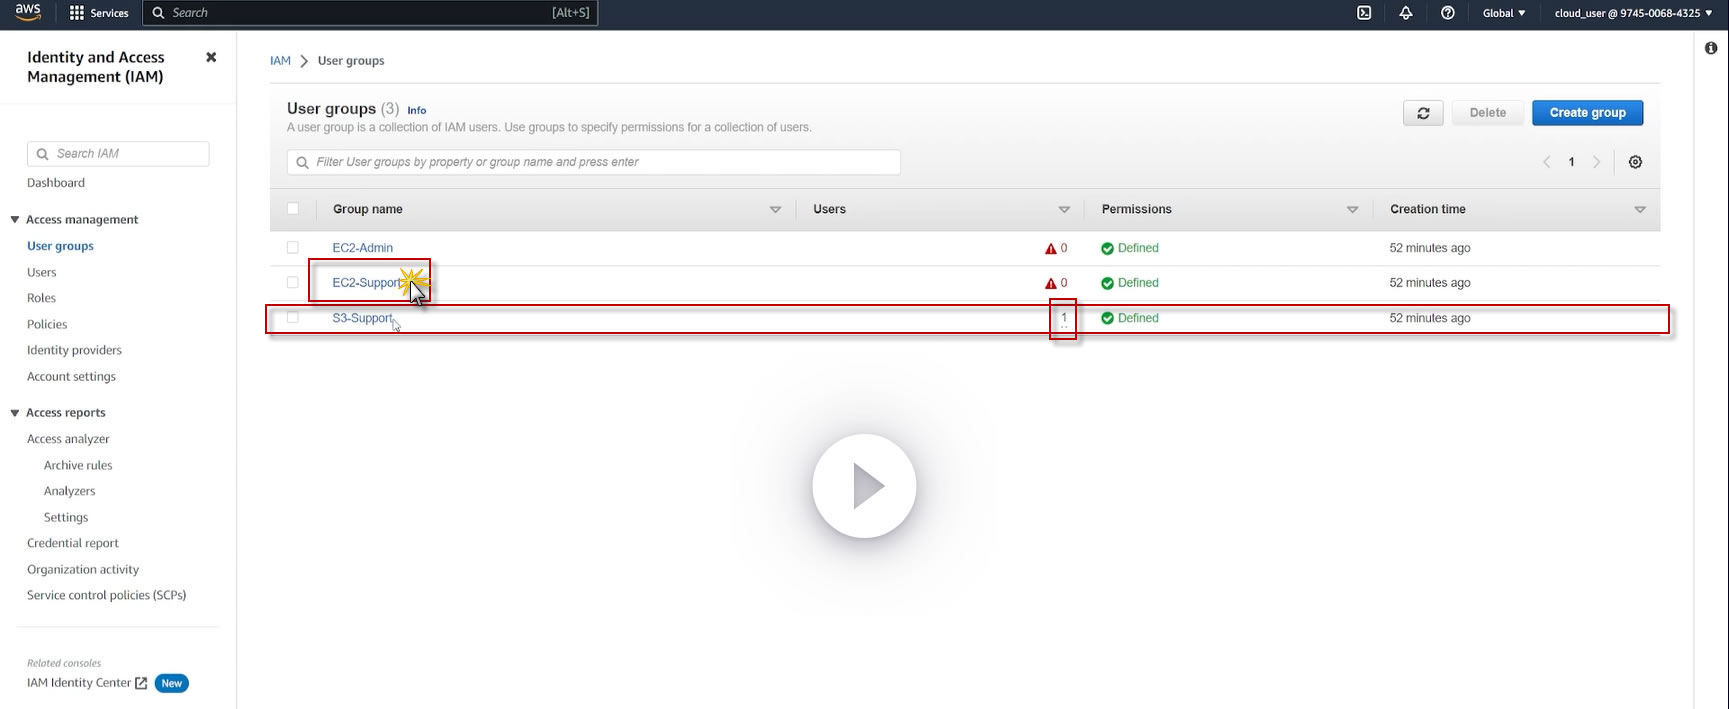 aws
Services
Search
[Alt+S]
Global
cloud_user @ 9745-0068-4325
Identity and Access
Management (IAM)
Search IAM
Dashboard
Access management
User groups
Users
Roles
Policies
Identity providers
Account settings
Access reports
Access analyzer
Archive rules
Analyzers
Settings
Credential report
Organization activity
Service control policies (SCPs)
Related consoles
IAM Identity Center New
IAM > User groups
User groups (3) Info
A user group is a collection of IAM users. Use groups to specify permissions for a collection of users.
Delete
Create group
Filter User groups by property or group name and press enter
1
Group name Users Permissions Creation time
EC2-Admin 0 Defined 52 minutes ago
EC2-Support 0 Defined 52 minutes ago
S3-Support 1 Defined 52 minutes ago